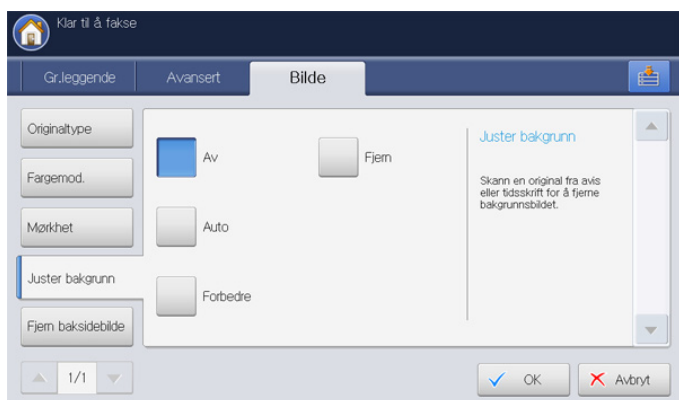 Klar til å fakse
Gr.leggende
Avansert
Bilde
Originaltype
Fargemod.
Mørkhet
Juster bakgrunn
Fjern baksidebilde
1/1
Av
Fjern
Auto
Forbedre
Juster bakgrunn
Skann en original fra avis
eller tidsskrift for å fjerne
bakgrunnsbildet.
OK
Avbryt